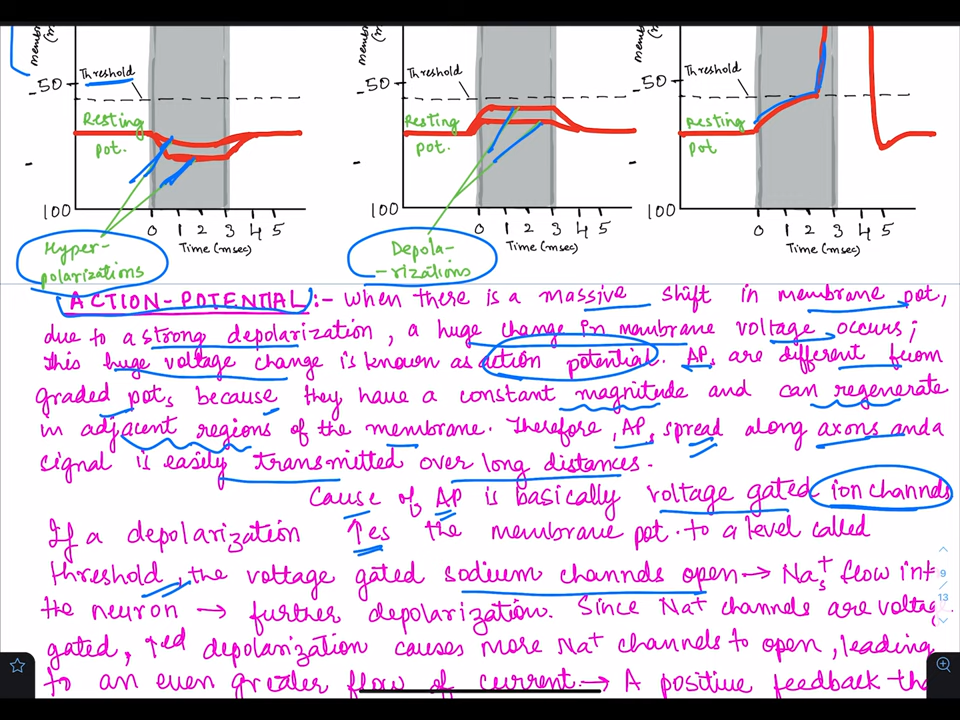 -50
Threshold
Resting
pot.
-
100
0 1 2 3 4 5
Time (msec)
Hyper-
polarizations
-50
Threshold
Resting
pot.
-
100
0 1 2 3 4 5
Time (msec)
Depola-
-rizations
-50
Threshold
Resting
pot
-
100
0 1 2 3 4 5
Time (msec)
ACTION-POTENTIAL :- When there is a massive shift in membrane pot,
due to a strong depolarization, a huge change in membrane voltage occurs;
this huge voltage change is known as action potential. APs are different from
graded pots because they have a constant magnitude and can regenerate
in adjacent regions of the membrane. Therefore, APs spread along axons and a
signal is easily transmitted over long distances.
Cause of AP is basically voltage gated ion channels
If a depolarization ↑es the membrane pot. to a level called
threshold, the voltage gated sodium channels open → Na+s flow int
the neuron → further depolarization. Since Na+ channels are voltag
gated, ↑ed depolarization causes more Na+ channels to open, leading
to an even greater flow of current. → A positive feedback tha
9
/
13